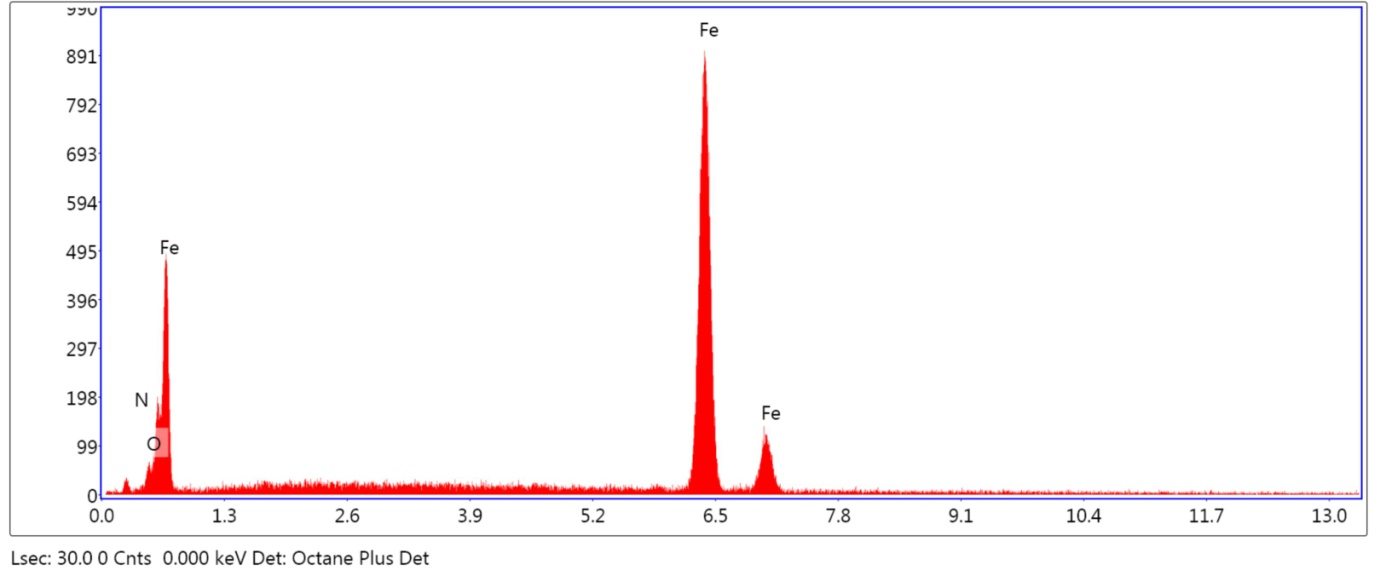 990
Fe
891
792
693
594
495
Fe
396
297
198
N
Fe
99
O
0
0.0 1.3 2.6 3.9 5.2 6.5 7.8 9.1 10.4 11.7 13.0
Lsec: 30.0 0 Cnts 0.000 keV Det: Octane Plus Det